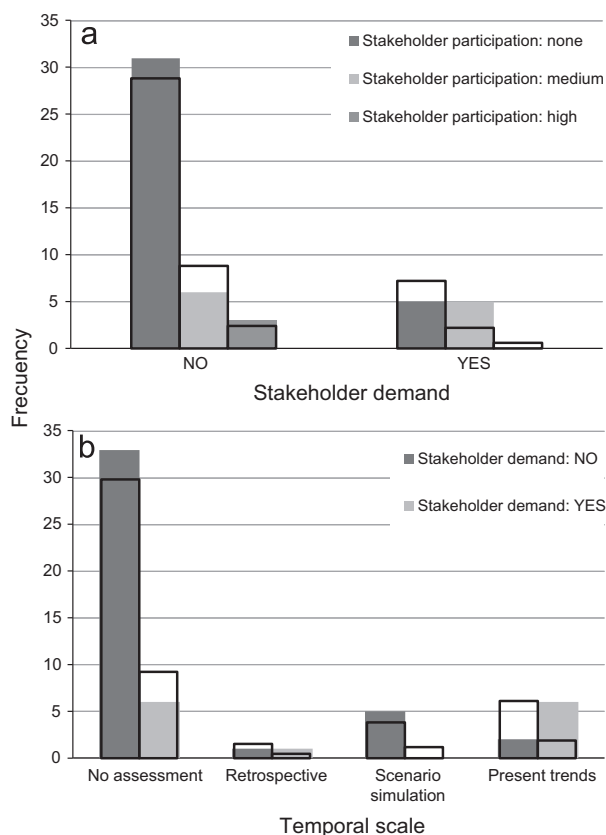 a
Stakeholder participation: none
Stakeholder participation: medium
Stakeholder participation: high
35
30
25
20
15
10
5
0
NO YES
Stakeholder demand
Frecuency
b
Stakeholder demand: NO
Stakeholder demand: YES
35
30
25
20
15
10
5
0
No assessment Retrospective Scenario simulation Present trends
Temporal scale